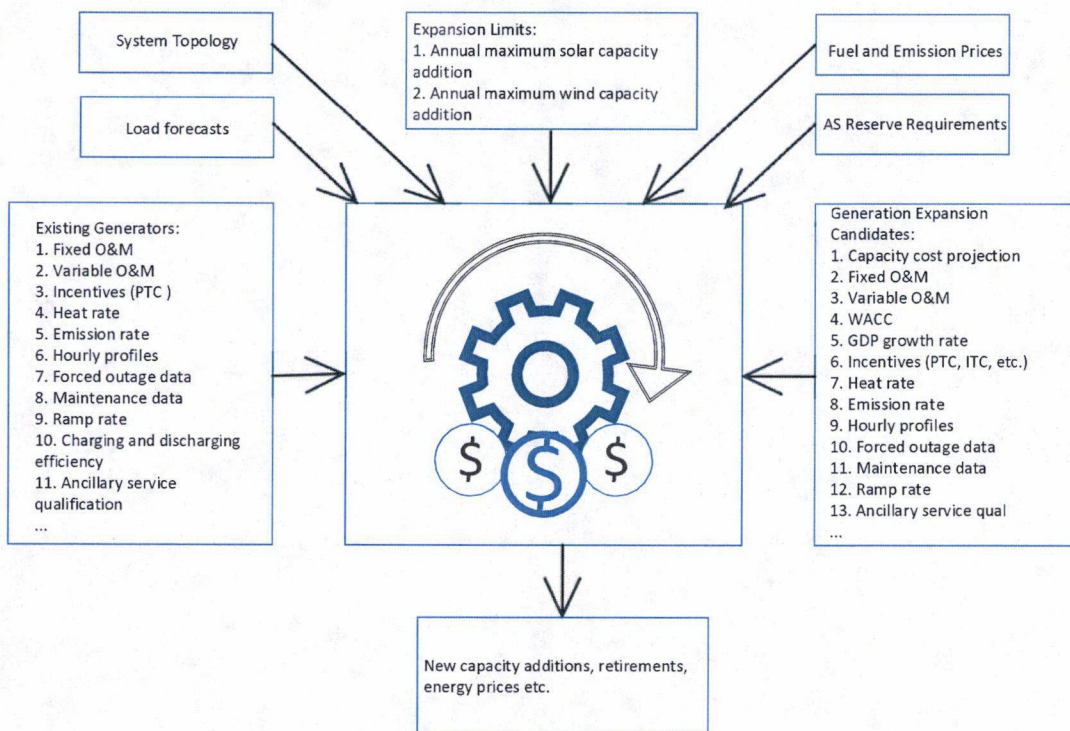 System Topology
Expansion Limits:
1. Annual maximum solar capacity
addition
2. Annual maximum wind capacity
addition
Fuel and Emission Prices
Load forecasts
AS Reserve Requirements
Existing Generators:
1. Fixed O&M
2. Variable O&M
3. Incentives (PTC )
4. Heat rate
5. Emission rate
6. Hourly profiles
7. Forced outage data
8. Maintenance data
9. Ramp rate
10. Charging and discharging
efficiency
11. Ancillary service
qualification
...
Generation Expansion
Candidates:
1. Capacity cost projection
2. Fixed O&M
3. Variable O&M
4. WACC
5. GDP growth rate
6. Incentives (PTC, ITC, etc.)
7. Heat rate
8. Emission rate
9. Hourly profiles
10. Forced outage data
11. Maintenance data
12. Ramp rate
13. Ancillary service qual
...
$ $ $
New capacity additions, retirements,
energy prices etc.